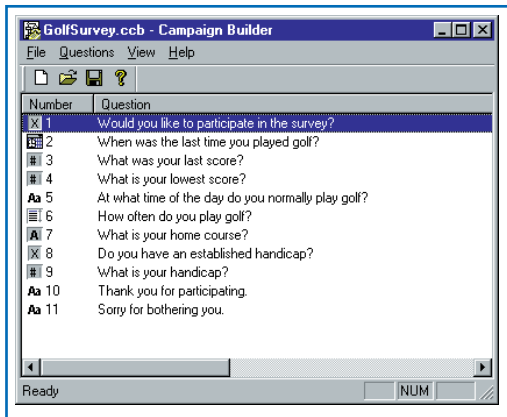 GolfSurvey.ccb - Campaign Builder
File Questions View Help
Number Question
X 1 Would you like to participate in the survey?
2 When was the last time you played golf?
# 3 What was your last score?
# 4 What is your lowest score?
Aa 5 At what time of the day do you normally play golf?
6 How often do you play golf?
A 7 What is your home course?
X 8 Do you have an established handicap?
# 9 What is your handicap?
Aa 10 Thank you for participating.
Aa 11 Sorry for bothering you.
Ready NUM